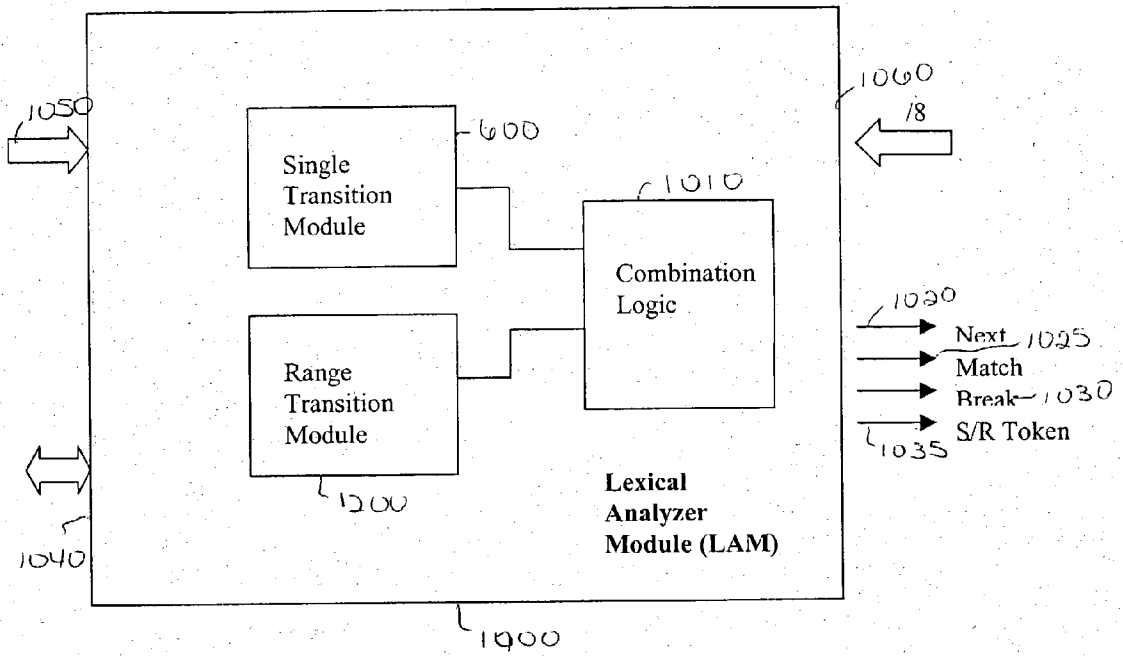 1050
1060
/8
600
Single
Transition
Module
1010
Combination
Logic
1020
Next
1025
Match
Break
1030
S/R Token
1035
Range
Transition
Module
1200
Lexical
Analyzer
Module (LAM)
1040
1000